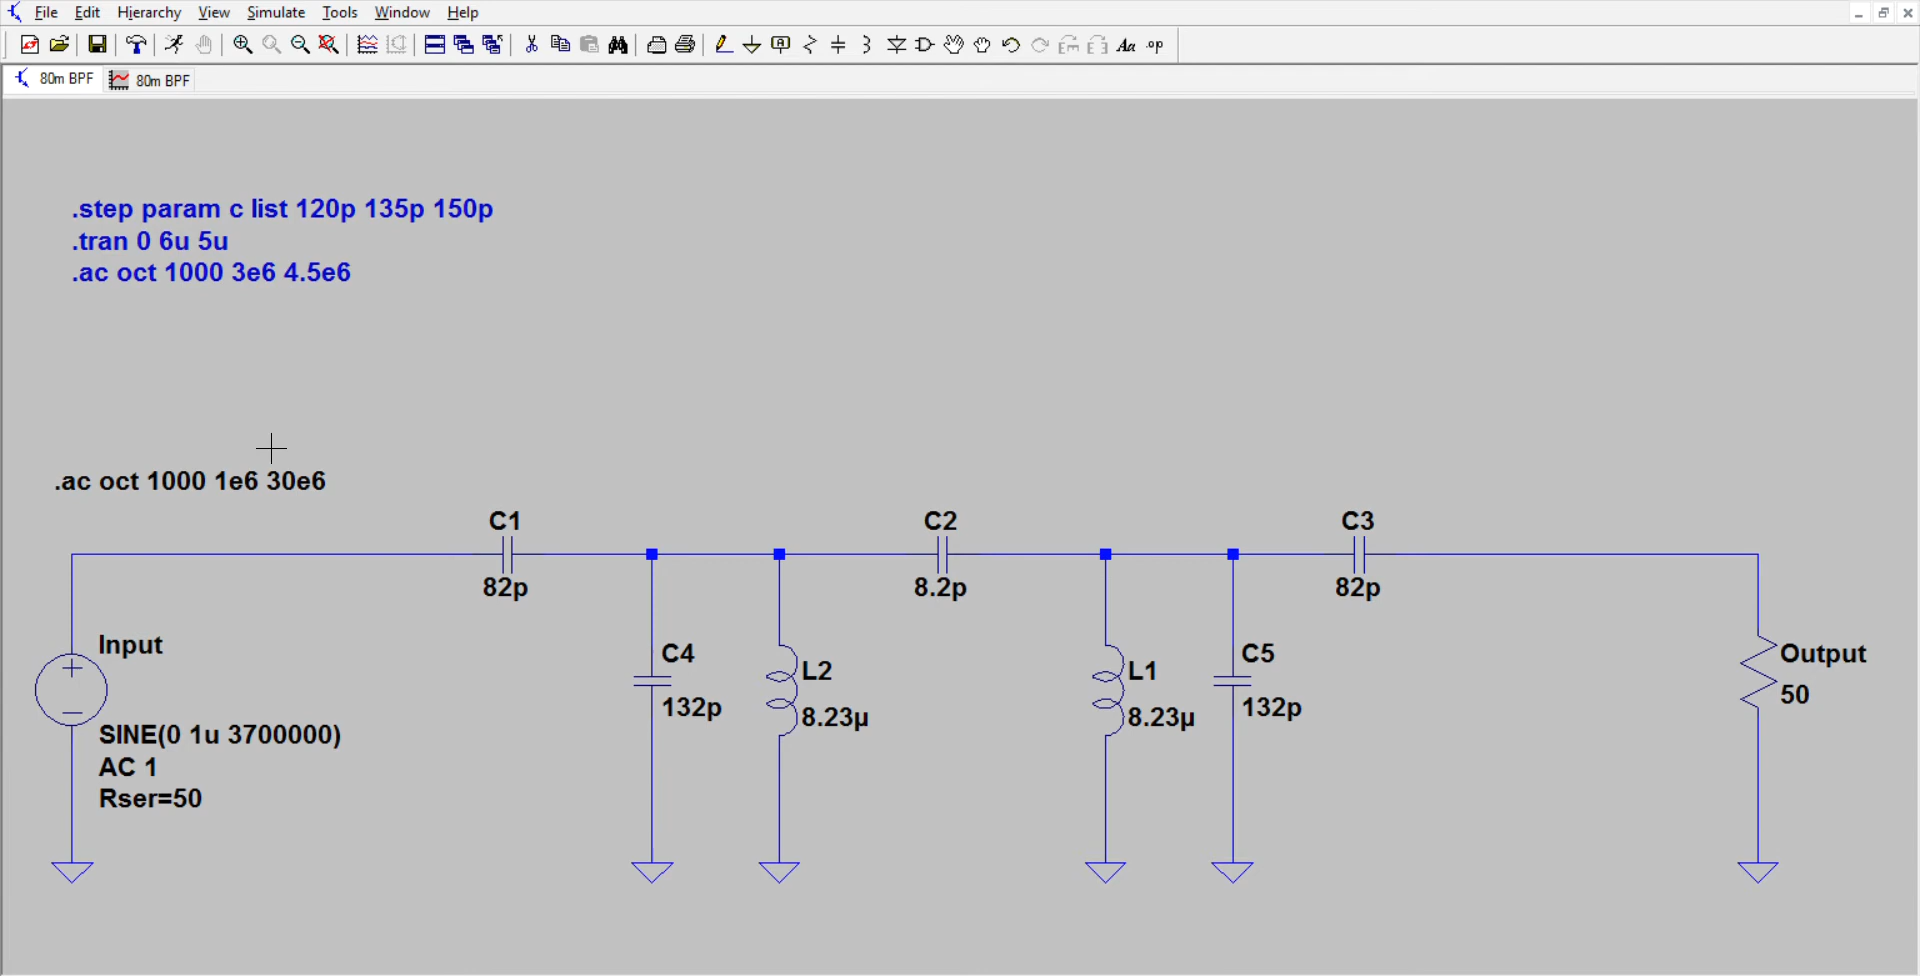 File Edit Hierarchy View Simulate Tools Window Help
80m BPF 80m BPF
.step param c list 120p 135p 150p
.tran 0 6u 5u
.ac oct 1000 3e6 4.5e6
.ac oct 1000 1e6 30e6
C1 C2 C3
82p 8.2p 82p
Input
C4 C5 Output
L2 L1
50
132p 132p
8.23µ 8.23µ
SINE(0 1u 3700000)
AC 1
Rser=50
Aa .op